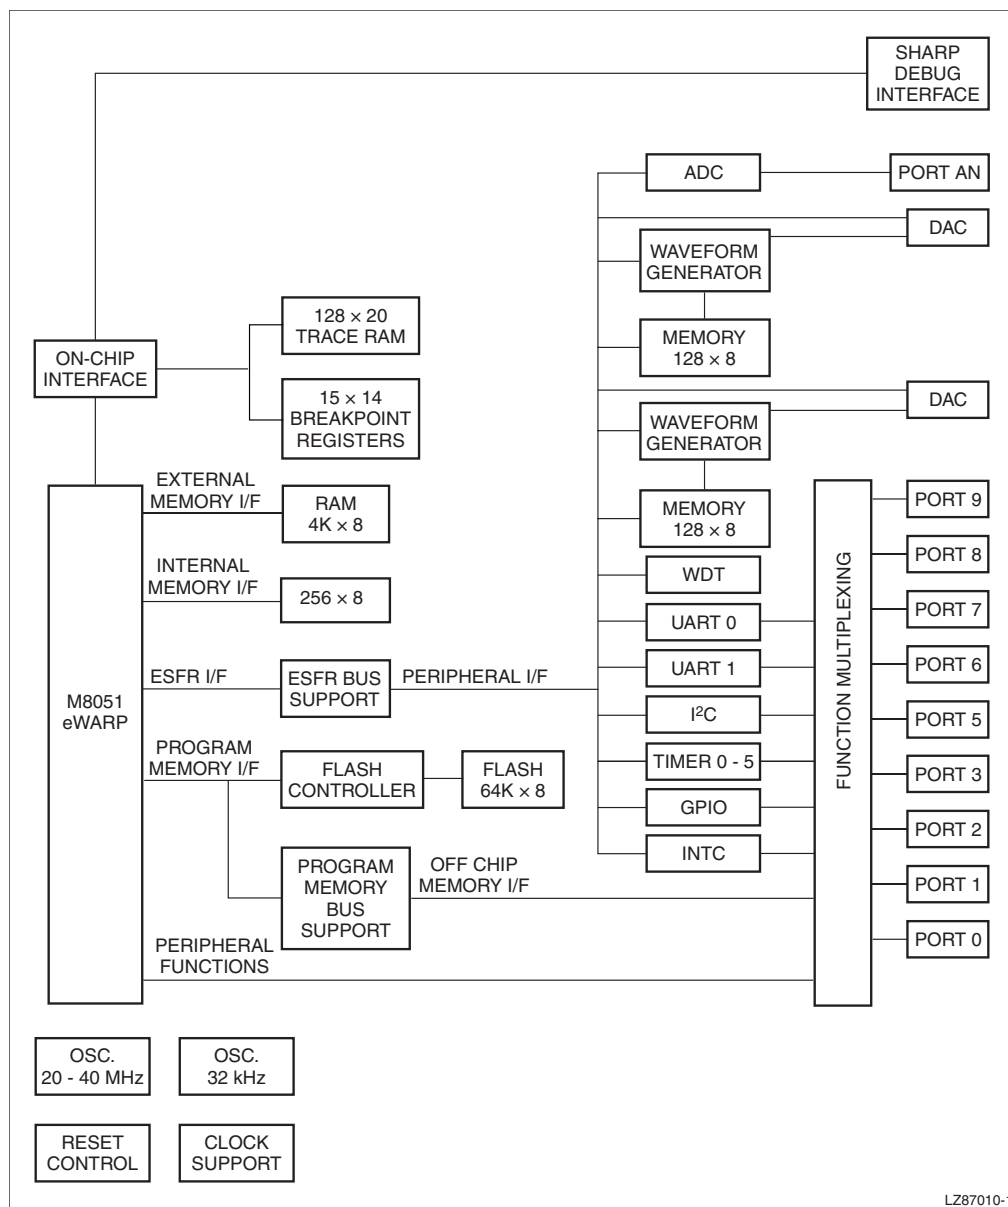 SHARP
DEBUG
INTERFACE
ADC
PORT AN
DAC
WAVEFORM
GENERATOR
128 × 20
TRACE RAM
MEMORY
128 × 8
ON-CHIP
INTERFACE
15 × 14
BREAKPOINT
REGISTERS
DAC
WAVEFORM
GENERATOR
EXTERNAL
MEMORY I/F
RAM
4K × 8
MEMORY
128 × 8
PORT 9
PORT 8
INTERNAL
MEMORY I/F
256 × 8
WDT
PORT 7
UART 0
ESFR I/F
ESFR BUS
SUPPORT
PERIPHERAL I/F
UART 1
PORT 6
M8051
eWARP
I²C
PORT 5
FUNCTION MULTIPLEXING
PROGRAM
MEMORY I/F
FLASH
CONTROLLER
FLASH
64K × 8
TIMER 0 - 5
PORT 3
GPIO
PORT 2
INTC
PROGRAM
MEMORY
BUS
SUPPORT
OFF CHIP
MEMORY I/F
PORT 1
PORT 0
PERIPHERAL
FUNCTIONS
OSC.
20 - 40 MHz
OSC.
32 kHz
RESET
CONTROL
CLOCK
SUPPORT